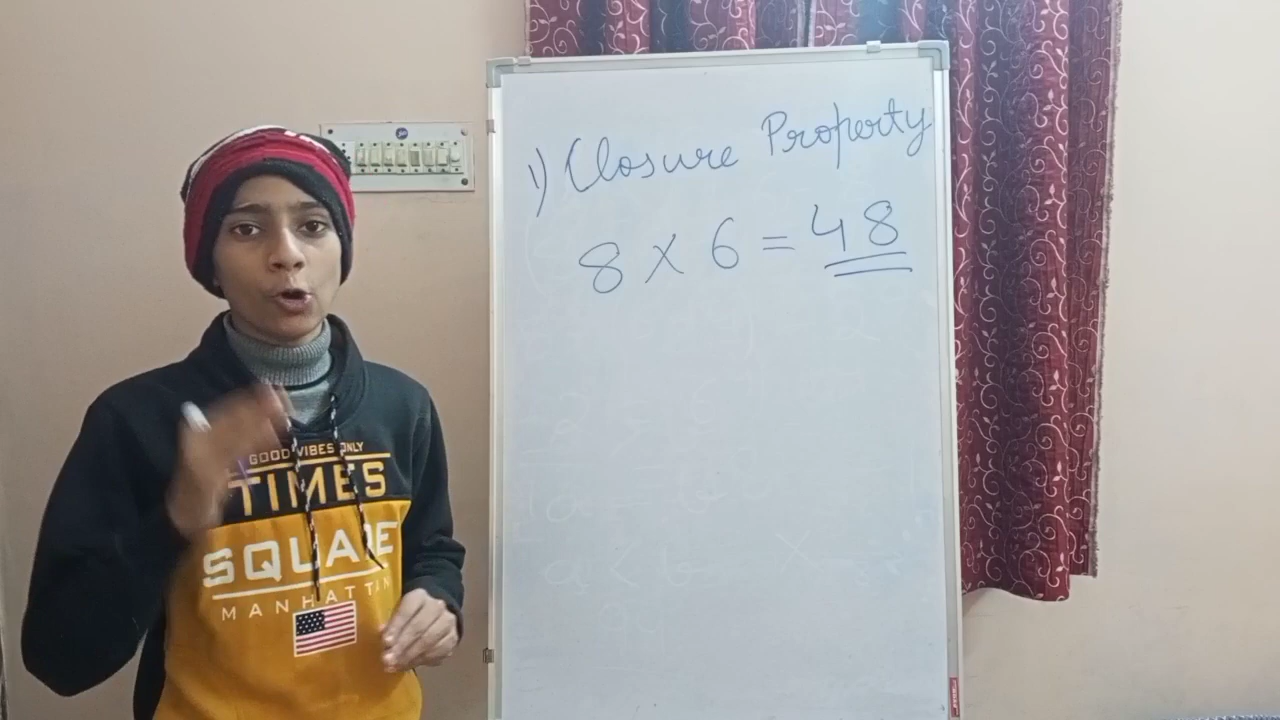 1) Closure Property
8 x 6 = 48
GOOD VIBES ONLY
TIMES
SQUARE
MANHATTAN